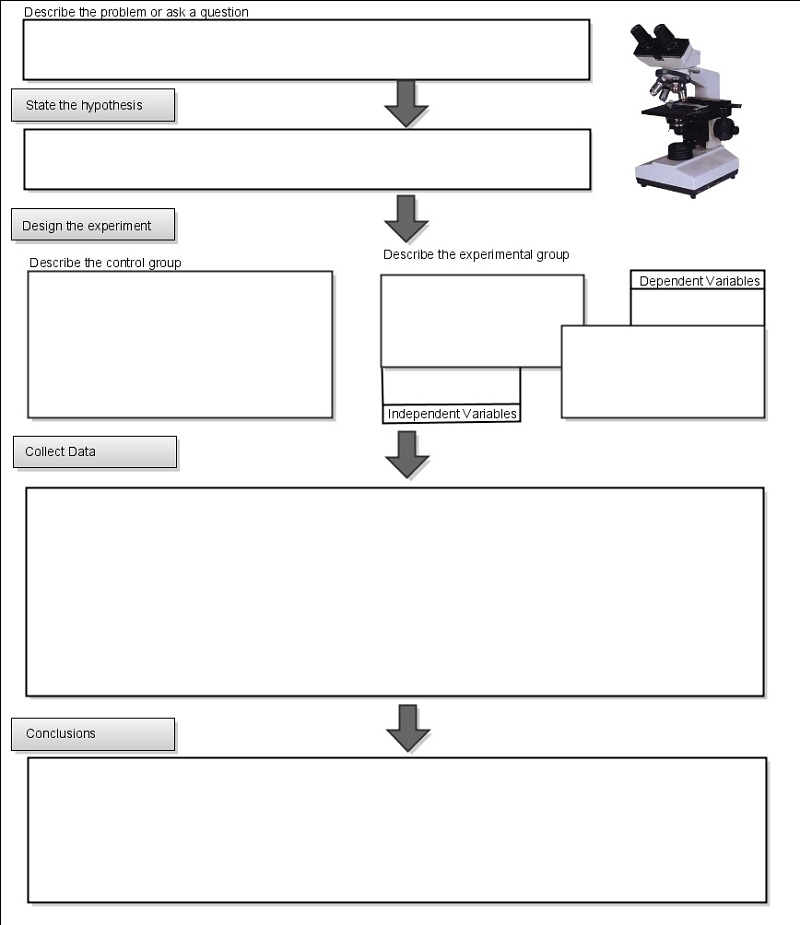 Describe the problem or ask a question
State the hypothesis
Design the experiment
Describe the control group
Describe the experimental group
Dependent Variables
Independent Variables
Collect Data
Conclusions